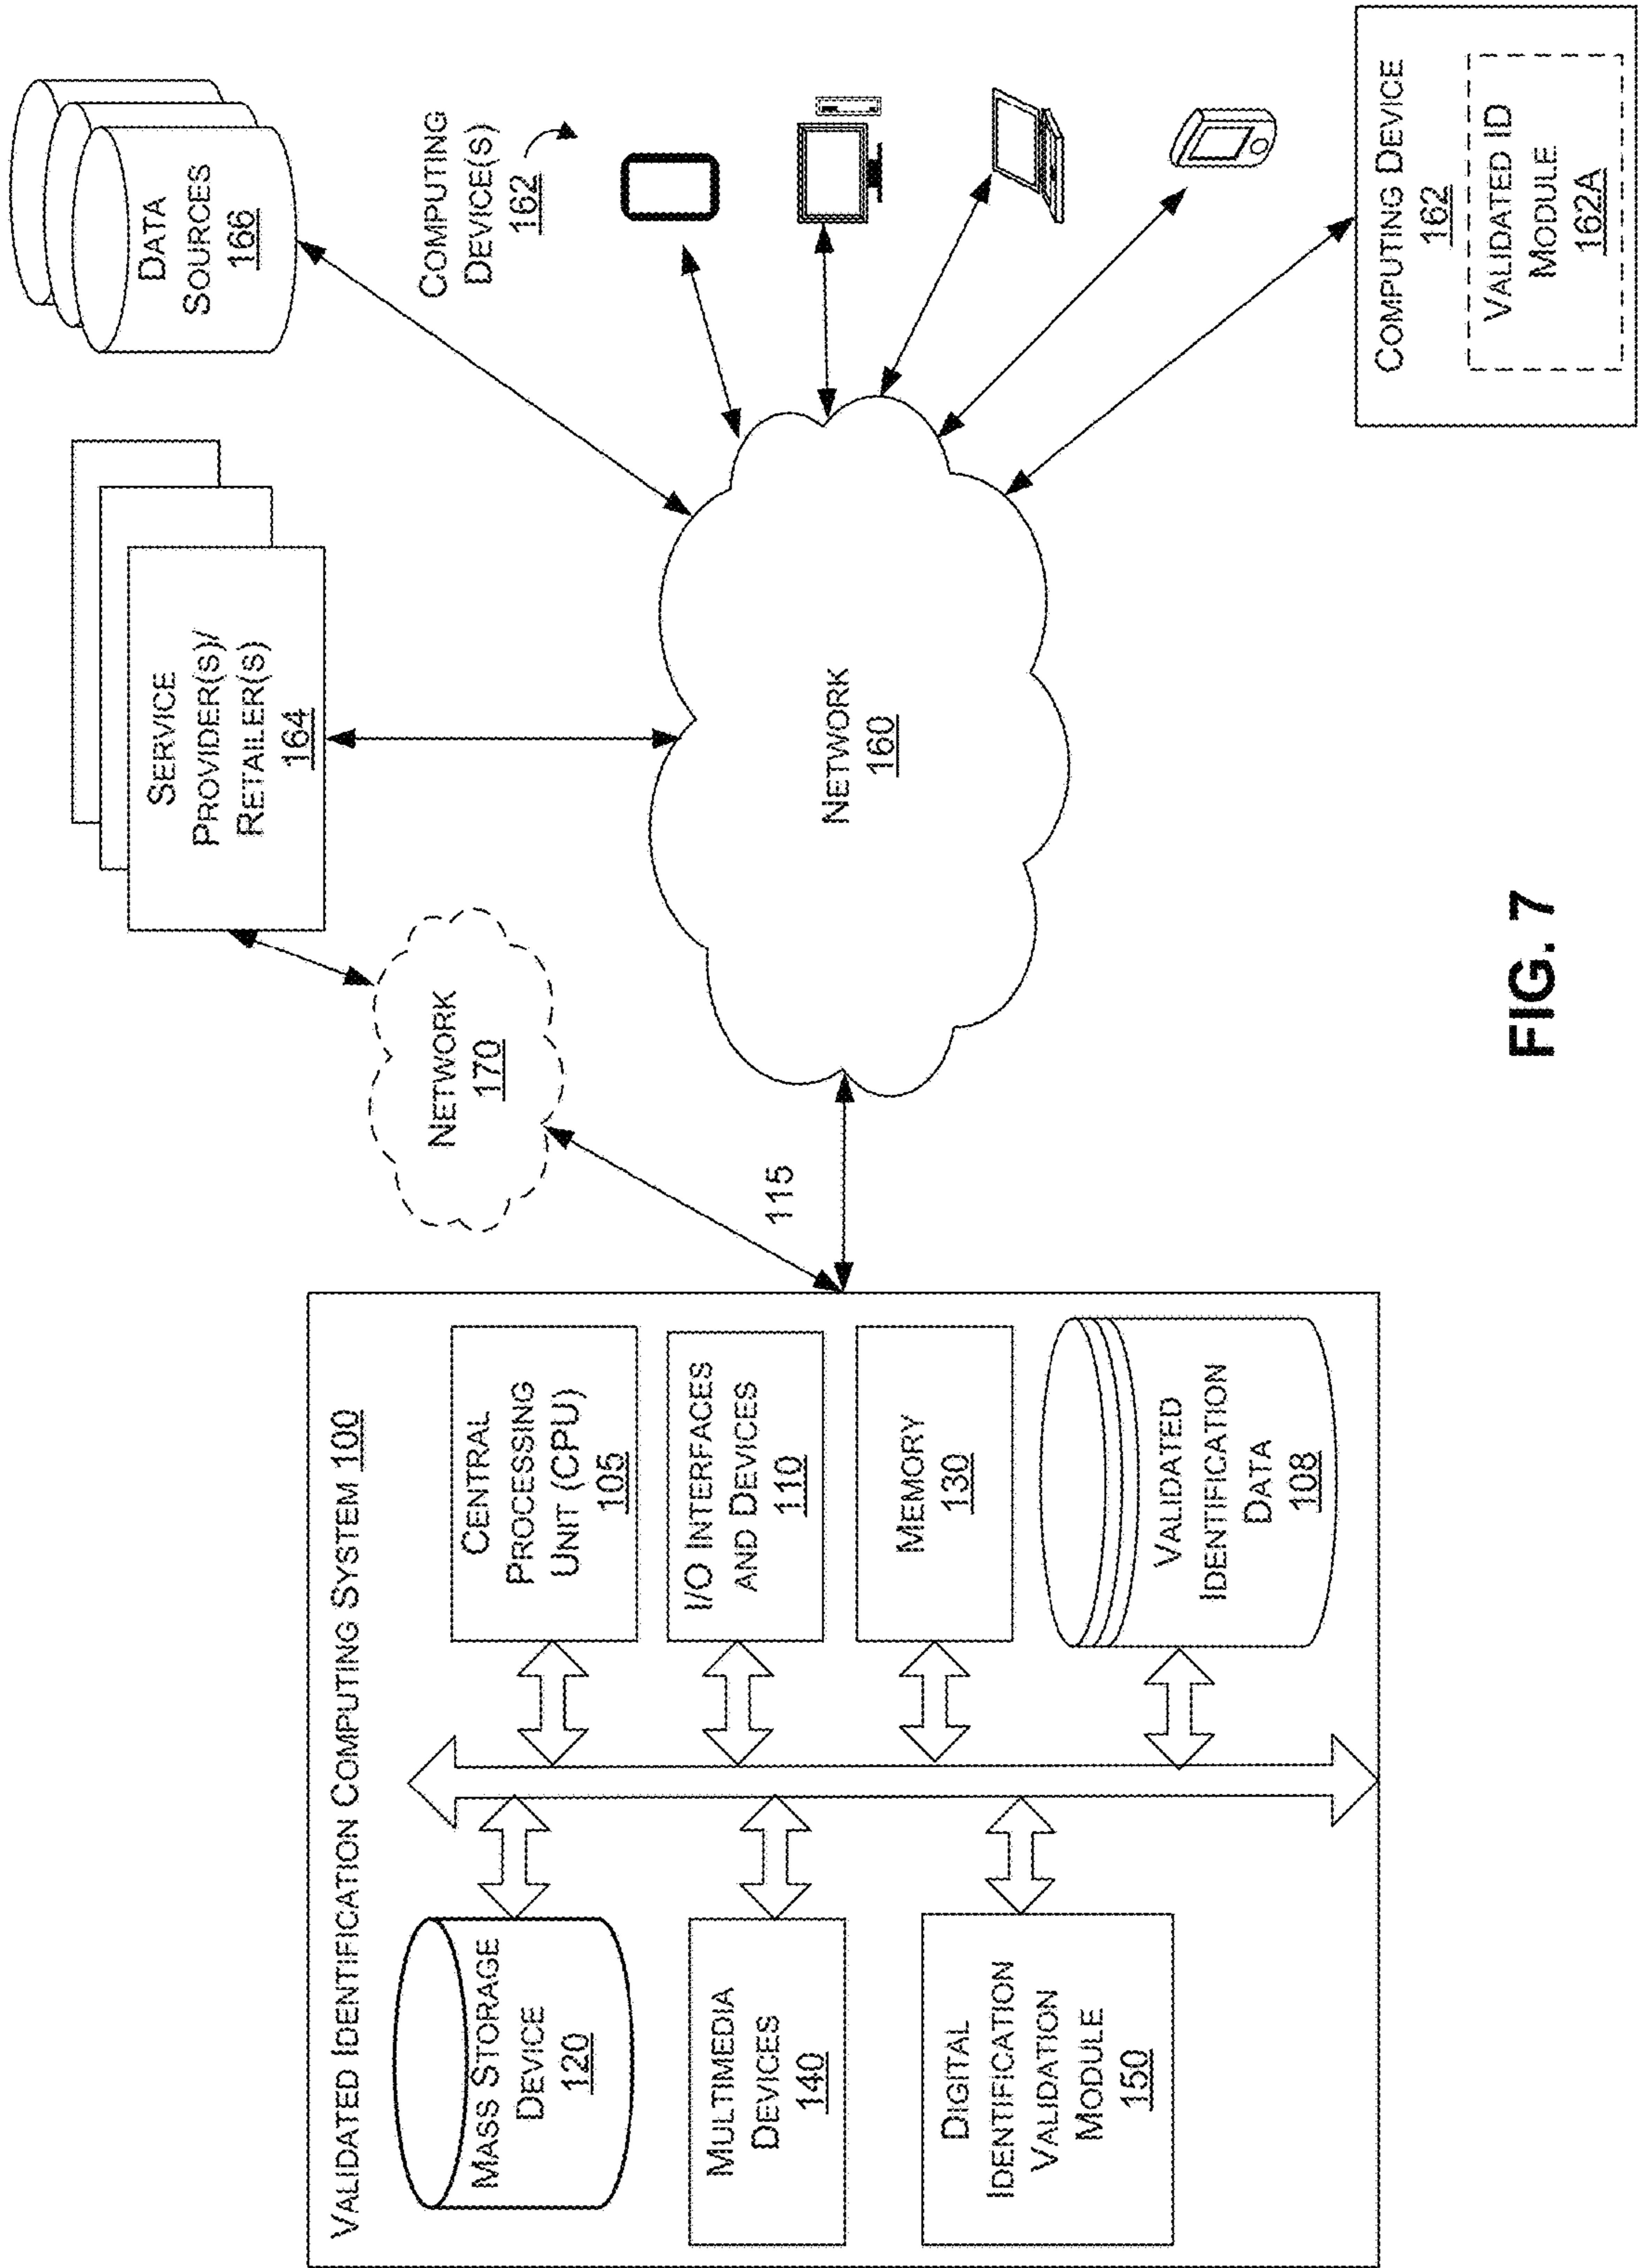 VALIDATED IDENTIFICATION COMPUTING SYSTEM 100
MASS STORAGE
DEVICE
120
MULTIMEDIA
DEVICES
140
DIGITAL
IDENTIFICATION
VALIDATION
MODULE
150
CENTRAL
PROCESSING
UNIT (CPU)
105
I/O INTERFACES
AND DEVICES
110
MEMORY
130
VALIDATED
IDENTIFICATION
DATA
108
115
NETWORK
170
SERVICE
PROVIDER(S)/
RETAILER(S)
164
NETWORK
160
DATA
SOURCES
166
COMPUTING
DEVICE(S)
162
COMPUTING DEVICE
162
VALIDATED ID
MODULE
162A
FIG. 7